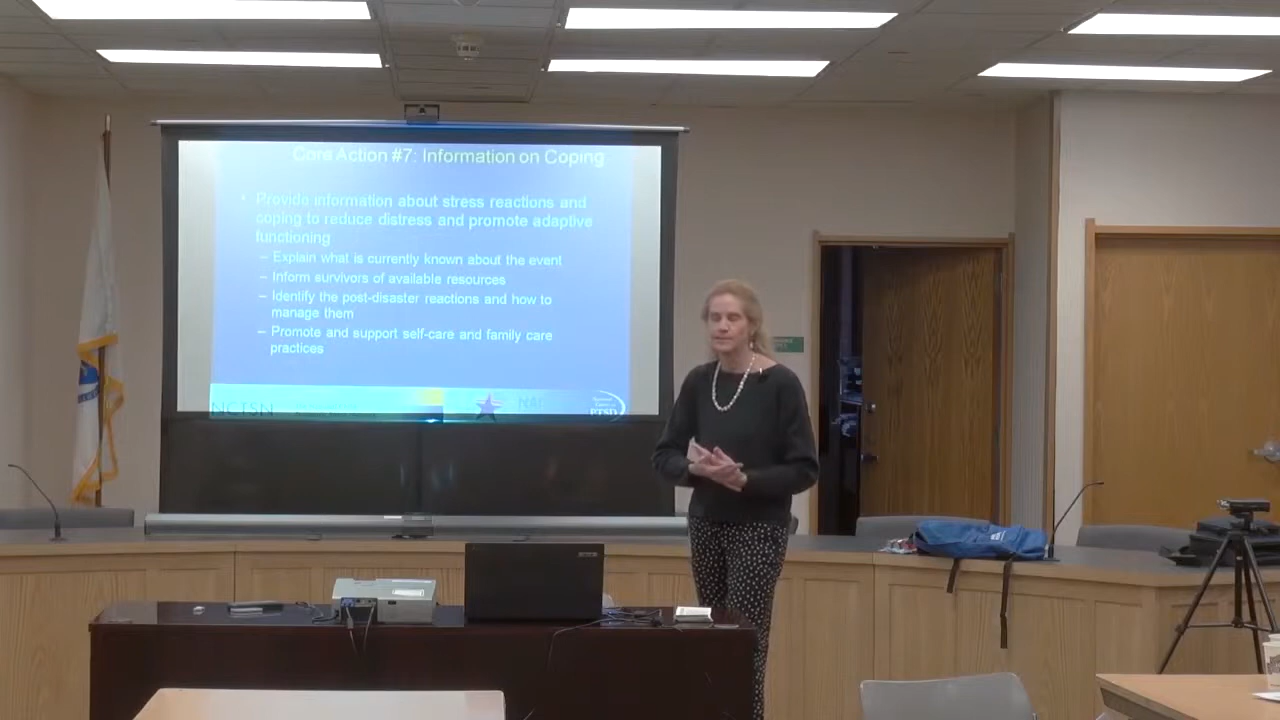 Core Action #7: Information on Coping
• Provide information about stress reactions and
coping to reduce distress and promote adaptive
functioning
– Explain what is currently known about the event
– Inform survivors of available resources
– Identify the post-disaster reactions and how to
manage them
– Promote and support self-care and family care
practices
NCTSN
PTSD
acer